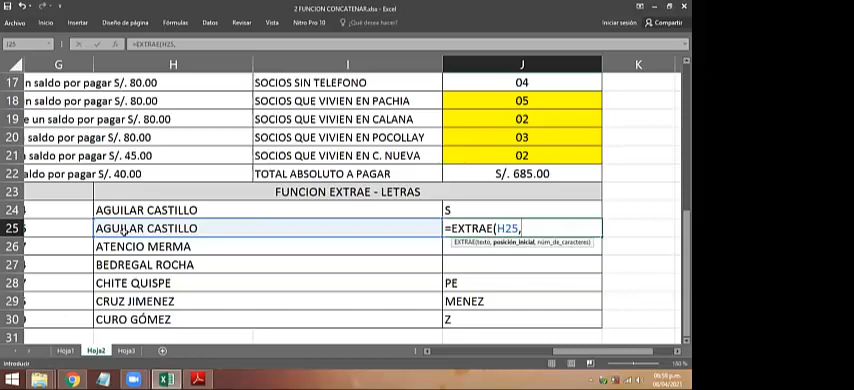 2 FUNCION CONCATENAR.xlsx - Excel
Archivo Inicio Insertar Diseño de página Fórmulas Datos Revisar Vista Nitro Pro 10 ¿Qué desea hacer? Iniciar sesión Compartir
J25 =EXTRAE(H25,
G H I J K
17 n saldo por pagar S/. 80.00 SOCIOS SIN TELEFONO 04
18 n saldo por pagar S/. 80.00 SOCIOS QUE VIVIEN EN PACHIA 05
19 e un saldo por pagar S/. 80.00 SOCIOS QUE VIVIEN EN CALANA 02
20 saldo por pagar S/. 80.00 SOCIOS QUE VIVIEN EN POCOLLAY 03
21 saldo por pagar S/. 45.00 SOCIOS QUE VIVIEN EN C. NUEVA 02
22 aldo por pagar S/. 40.00 TOTAL ABSOLUTO A PAGAR S/. 685.00
23 FUNCION EXTRAE - LETRAS
24 AGUILAR CASTILLO S
25 AGUILAR CASTILLO =EXTRAE(H25,
EXTRAE(texto, posición_inicial, núm_de_caracteres)
26 ATENCIO MERMA
27 BEDREGAL ROCHA
28 CHITE QUISPE PE
29 CRUZ JIMENEZ MENEZ
30 CURO GÓMEZ Z
31
Hoja1 Hoja2 Hoja3
Introducir
08:59 p.m.
08/04/2021